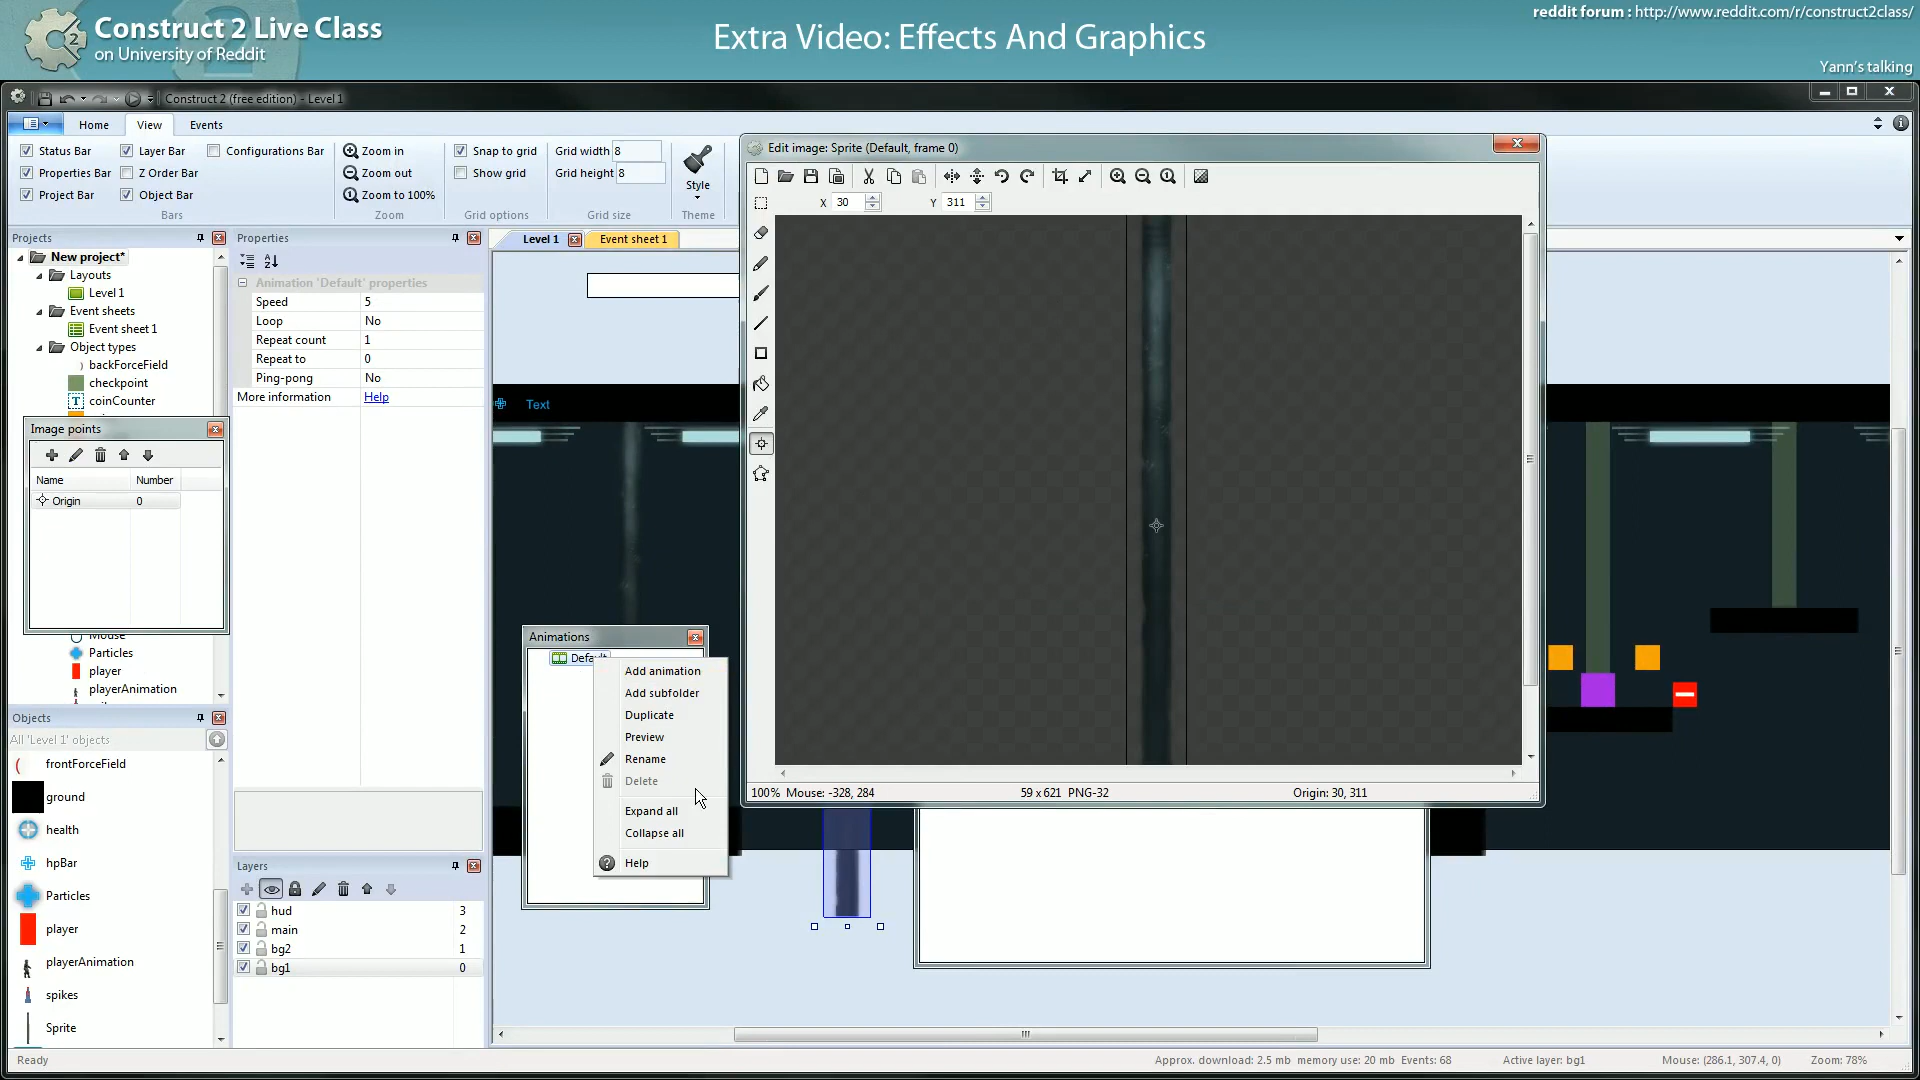 Construct 2 Live Class
on University of Reddit
Extra Video: Effects And Graphics
reddit forum : http://www.reddit.com/r/construct2class/
Yann's talking
Construct 2 (free edition) - Level 1
Home View Events
Status Bar Layer Bar Configurations Bar
Properties Bar Z Order Bar
Project Bar Object Bar
Bars
Zoom in
Zoom out
Zoom to 100%
Zoom
Snap to grid
Show grid
Grid options
Grid width 8
Grid height 8
Grid size
Style
Theme
Projects
New project*
Layouts
Level 1
Event sheets
Event sheet 1
Object types
backForceField
checkpoint
coinCounter
Image points
Name Number
Origin 0
Mouse
Particles
player
playerAnimation
Properties
Animation 'Default' properties
Speed 5
Loop No
Repeat count 1
Repeat to 0
Ping-pong No
More information Help
Level 1 Event sheet 1
Text
Edit image: Sprite (Default, frame 0)
X 30 Y 311
100% Mouse: -328, 284 59 x 621 PNG-32 Origin: 30, 311
Animations
Default
Add animation
Add subfolder
Duplicate
Preview
Rename
Delete
Expand all
Collapse all
Help
Objects
All 'Level 1' objects
frontForceField
ground
health
hpBar
Particles
player
playerAnimation
spikes
Sprite
Layers
hud 3
main 2
bg2 1
bg1 0
Ready
Approx. download: 2.5 mb memory use: 20 mb Events: 68 Active layer: bg1 Mouse: (286.1, 307.4, 0) Zoom: 78%